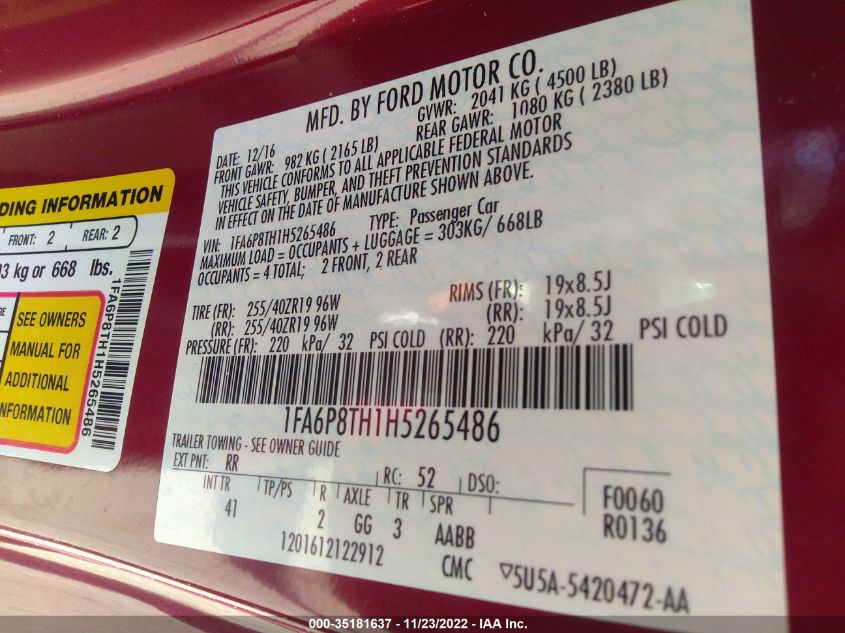 MFD. BY FORD MOTOR CO.
DATE: 12/16 GVWR: 2041 KG ( 4500 LB)
FRONT GAWR: 982 KG ( 2165 LB) REAR GAWR: 1080 KG ( 2380 LB)
THIS VEHICLE CONFORMS TO ALL APPLICABLE FEDERAL MOTOR
VEHICLE SAFETY, BUMPER, AND THEFT PREVENTION STANDARDS
IN EFFECT ON THE DATE OF MANUFACTURE SHOWN ABOVE.
VIN: 1FA6P8TH1H5265486 TYPE: Passenger Car
MAXIMUM LOAD = OCCUPANTS + LUGGAGE = 303KG/ 668LB
OCCUPANTS = 4 TOTAL; 2 FRONT, 2 REAR
TIRE (FR): 255/40ZR19 96W RIMS (FR): 19x8.5J
(RR): 255/40ZR19 96W (RR): 19x8.5J
PRESSURE (FR): 220 kPa/ 32 PSI COLD (RR): 220 kPa/ 32 PSI COLD
1FA6P8TH1H5265486
TRAILER TOWING - SEE OWNER GUIDE
EXT PNT: RR RC: 52 DSO:
INT TR TP/PS R AXLE TR SPR F0060
41 2 GG 3 AABB R0136
1201612122912 CMC 5U5A-5420472-AA
INFORMATION
FRONT: 2 REAR: 2
kg or 668 lbs.
SEE OWNERS
MANUAL FOR
ADDITIONAL
INFORMATION
1FA6P8TH1H5265486
000-35181637 - 11/23/2022 - IAA Inc.